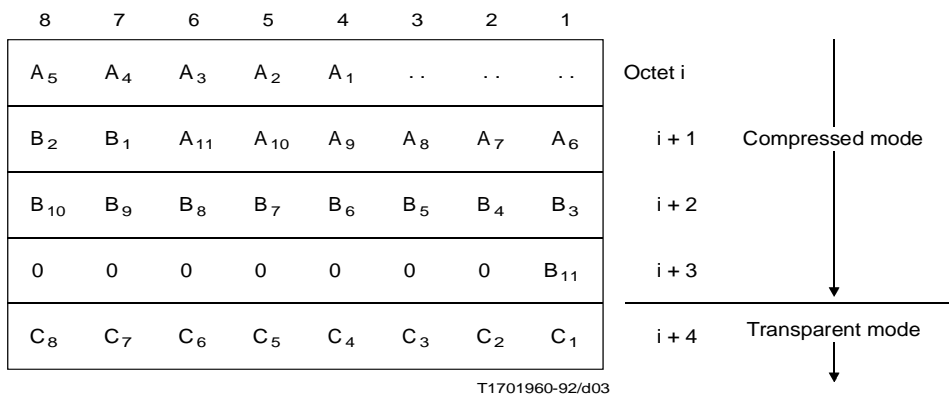 8 7 6 5 4 3 2 1
A5 A4 A3 A2 A1 .. .. .. Octet i
B2 B1 A11 A10 A9 A8 A7 A6 i + 1 Compressed mode
B10 B9 B8 B7 B6 B5 B4 B3 i + 2
0 0 0 0 0 0 0 B11 i + 3
C8 C7 C6 C5 C4 C3 C2 C1 i + 4 Transparent mode
T1701960-92/d03